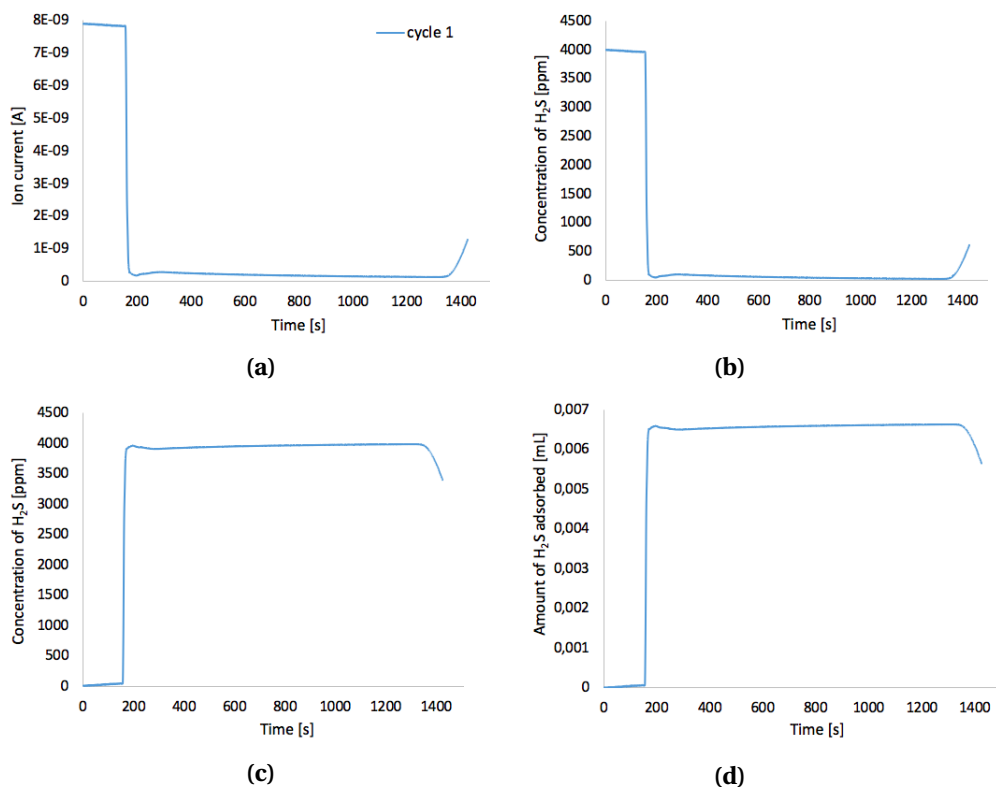 8E-09
7E-09
6E-09
5E-09
4E-09
3E-09
2E-09
1E-09
0
Ion current [A]
cycle 1
0 200 400 600 800 1000 1200 1400
Time [s]
(a)
4500
4000
3500
3000
2500
2000
1500
1000
500
0
Concentration of H₂S [ppm]
0 200 400 600 800 1000 1200 1400
Time [s]
(b)
4500
4000
3500
3000
2500
2000
1500
1000
500
0
Concentration of H₂S [ppm]
0 200 400 600 800 1000 1200 1400
Time [s]
(c)
0,007
0,006
0,005
0,004
0,003
0,002
0,001
0
Amount of H₂S adsorbed [mL]
0 200 400 600 800 1000 1200 1400
Time [s]
(d)